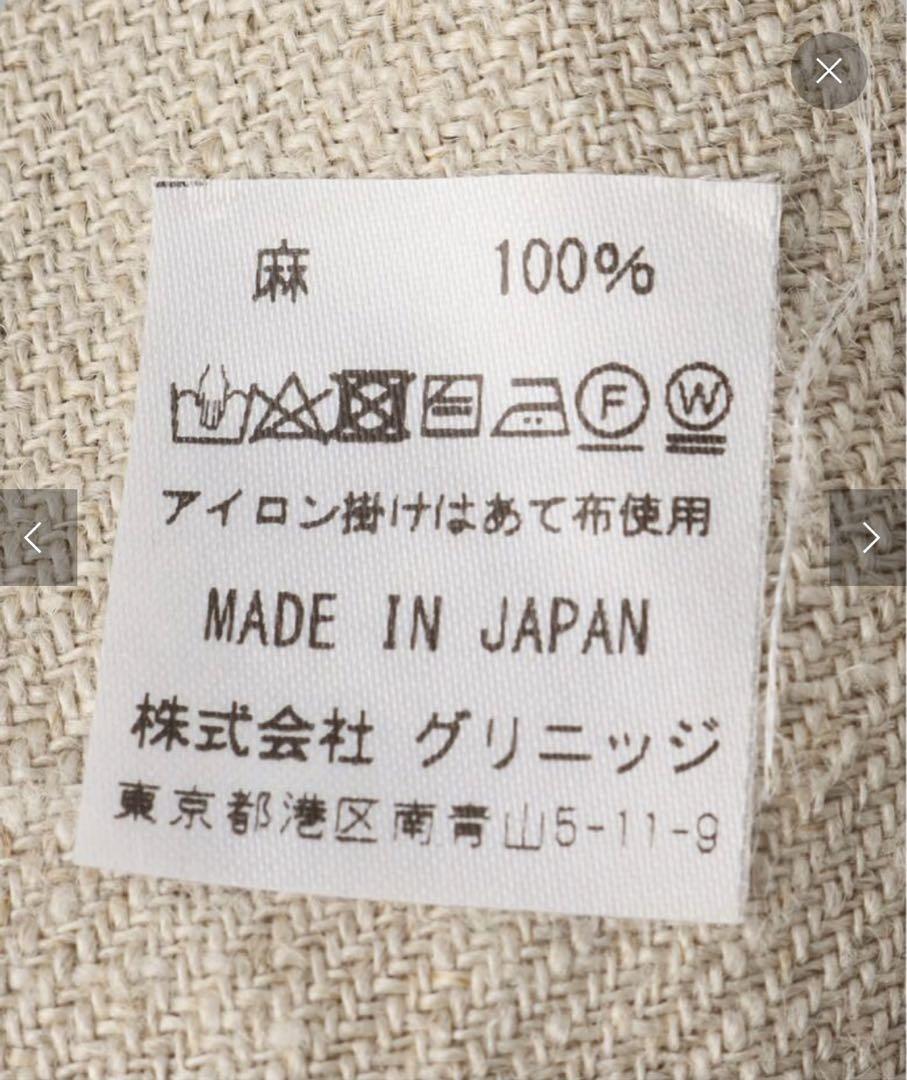 麻 100%
F W
アイロン掛けはあて布使用
MADE IN JAPAN
株式会社 グリニッジ
東京都港区南青山5-11-9